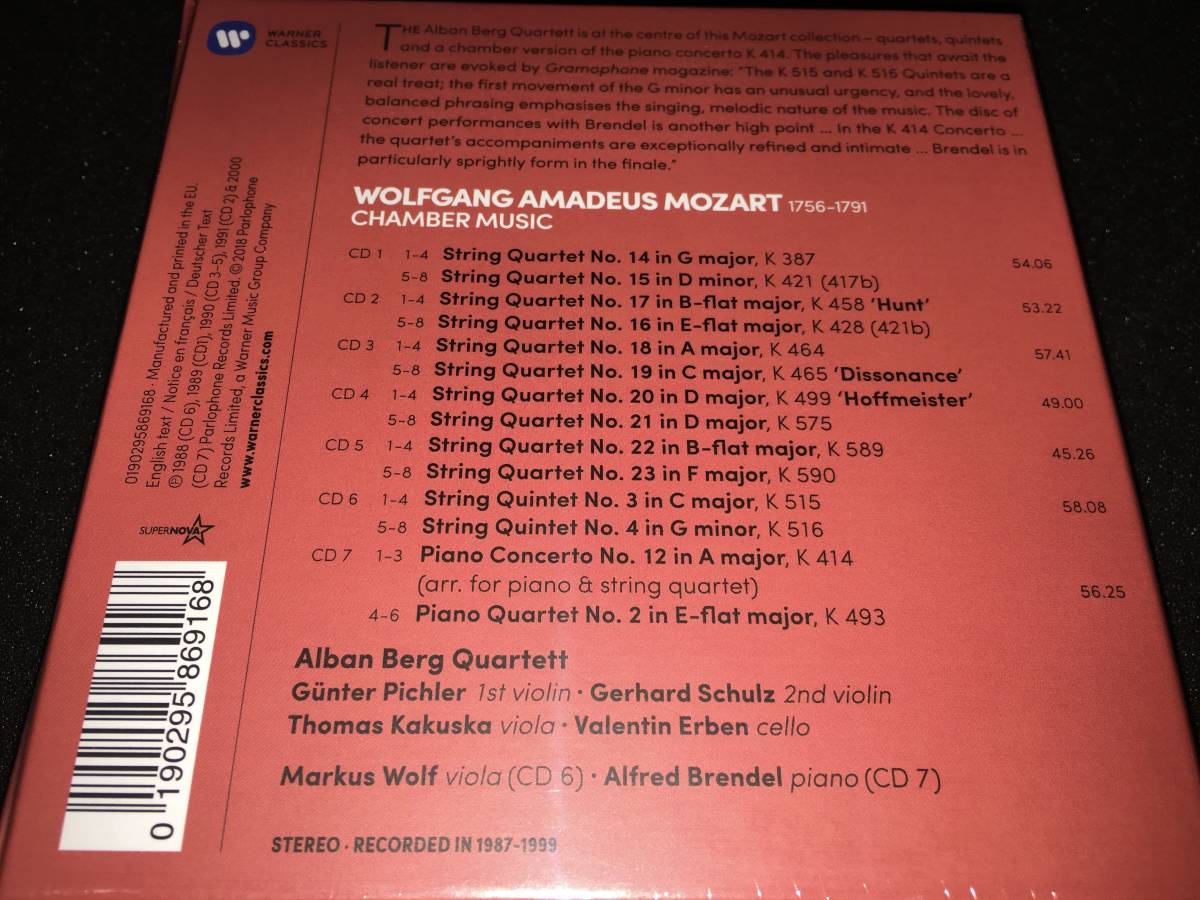 WARNER
CLASSICS
THE Alban Berg Quartett is at the centre of this Mozart collection – quartets, quintets
and a chamber version of the piano concerto K 414. The pleasures that await the
listener are evoked by Gramophone magazine: "The K 515 and K 516 Quintets are a
real treat; the first movement of the G minor has an unusual urgency, and the lovely,
balanced phrasing emphasises the singing, melodic nature of the music. The disc of
concert performances with Brendel is another high point ... In the K 414 Concerto ...
the quartet's accompaniments are exceptionally refined and intimate ... Brendel is in
particularly sprightly form in the finale."
WOLFGANG AMADEUS MOZART 1756–1791
CHAMBER MUSIC
CD 1 1–4 String Quartet No. 14 in G major, K 387 54.06
5–8 String Quartet No. 15 in D minor, K 421 (417b)
CD 2 1–4 String Quartet No. 17 in B-flat major, K 458 'Hunt' 53.22
5–8 String Quartet No. 16 in E-flat major, K 428 (421b)
CD 3 1–4 String Quartet No. 18 in A major, K 464 57.41
5–8 String Quartet No. 19 in C major, K 465 'Dissonance'
CD 4 1–4 String Quartet No. 20 in D major, K 499 'Hoffmeister' 49.00
5–8 String Quartet No. 21 in D major, K 575
CD 5 1–4 String Quartet No. 22 in B-flat major, K 589 45.26
5–8 String Quartet No. 23 in F major, K 590
CD 6 1–4 String Quintet No. 3 in C major, K 515 58.08
5–8 String Quintet No. 4 in G minor, K 516
CD 7 1–3 Piano Concerto No. 12 in A major, K 414
(arr. for piano & string quartet) 56.25
4–6 Piano Quartet No. 2 in E-flat major, K 493
Alban Berg Quartett
Günter Pichler 1st violin · Gerhard Schulz 2nd violin
Thomas Kakuska viola · Valentin Erben cello
Markus Wolf viola (CD 6) · Alfred Brendel piano (CD 7)
STEREO · RECORDED IN 1987–1999
0190295869168 · Manufactured and printed in the EU.
English text / Notice en français / Deutscher Text
℗ 1988 (CD 6), 1989 (CD1), 1990 (CD 3–5), 1991 (CD 2) & 2000
(CD 7) Parlophone Records Limited. © 2018 Parlophone
Records Limited, a Warner Music Group Company
www.warnerclassics.com
SUPERNOVA
0 190295 869168